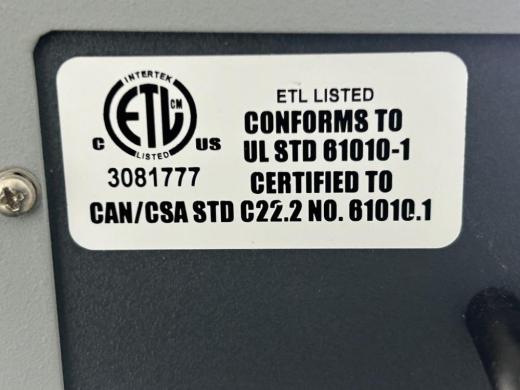 INTERTEK
ETL CM
C US
LISTED
3081777
ETL LISTED
CONFORMS TO
UL STD 61010-1
CERTIFIED TO
CAN/CSA STD C22.2 NO. 61010.1